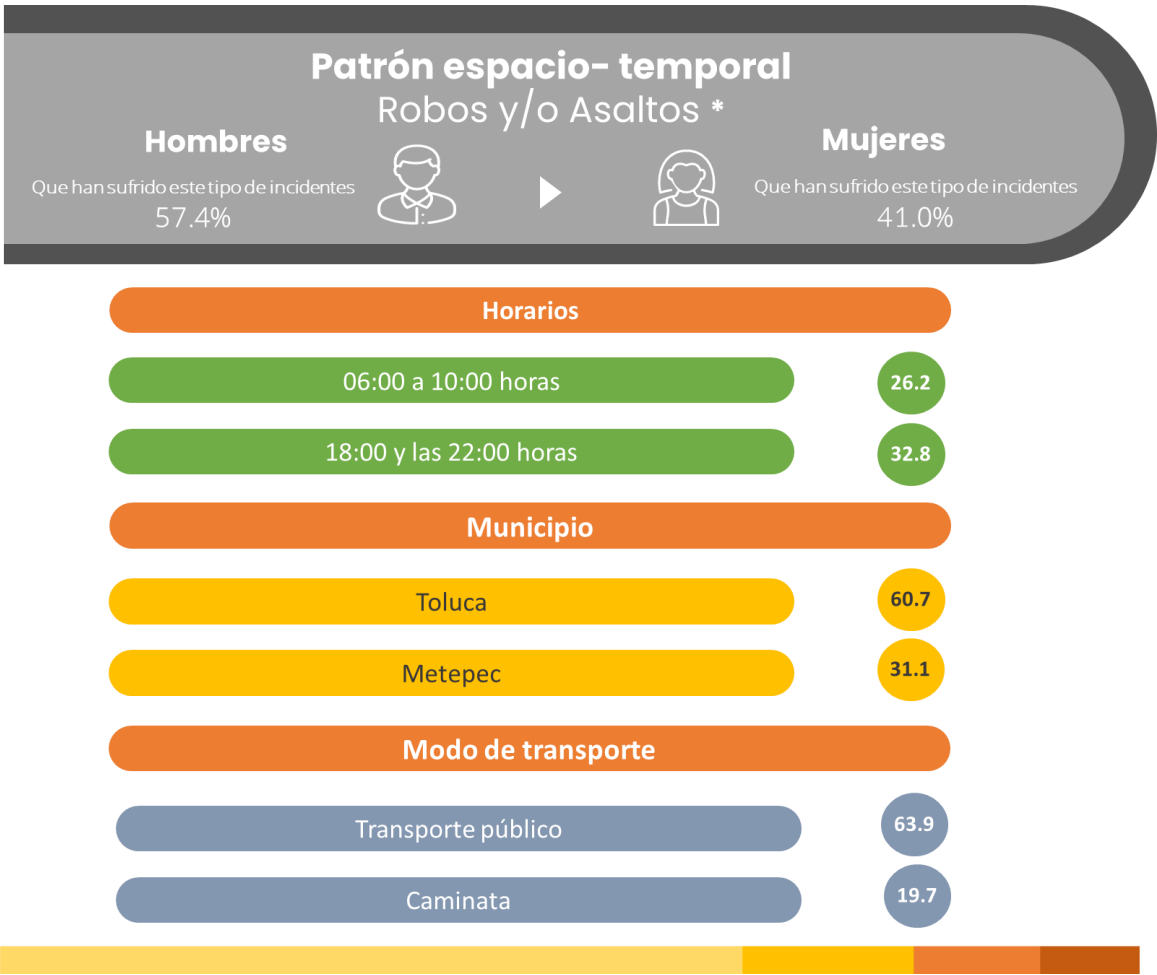 Patrón espacio- temporal
Robos y/o Asaltos *
Hombres
Que han sufrido este tipo de incidentes
57.4%
Mujeres
Que han sufrido este tipo de incidentes
41.0%
Horarios
06:00 a 10:00 horas
26.2
18:00 y las 22:00 horas
32.8
Municipio
Toluca
60.7
Metepec
31.1
Modo de transporte
Transporte público
63.9
Caminata
19.7